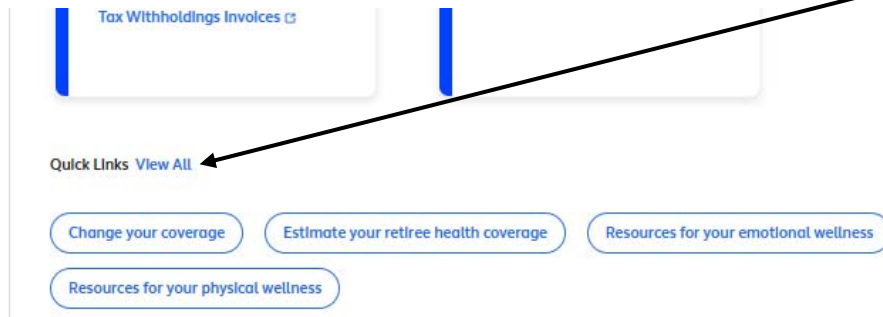 Tax Withholdings Invoices
Quick Links View All
Change your coverage
Estimate your retiree health coverage
Resources for your emotional wellness
Resources for your physical wellness